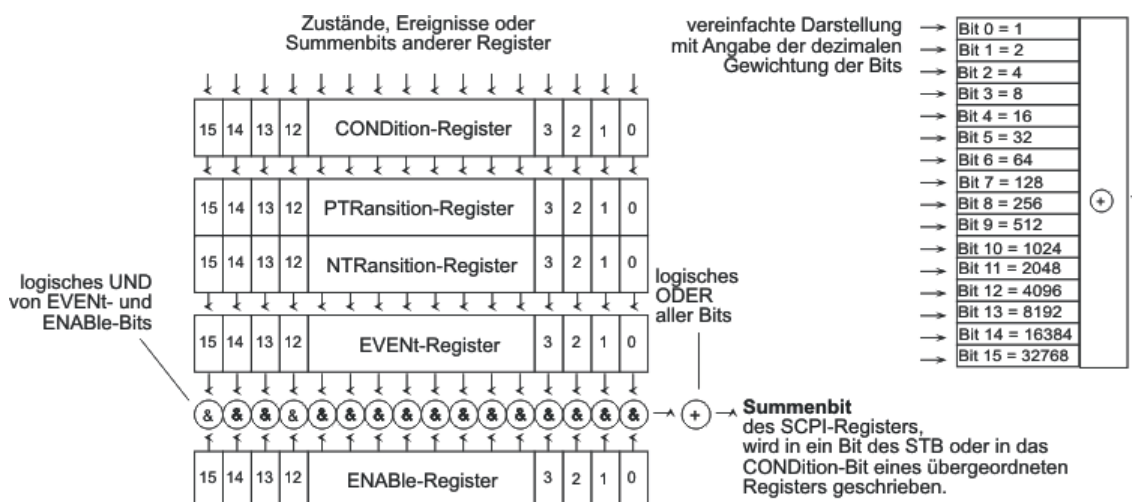 Zustände, Ereignisse oder
Summenbits anderer Register
15 14 13 12 CONDition-Register 3 2 1 0
15 14 13 12 PTRansition-Register 3 2 1 0
15 14 13 12 NTRansition-Register 3 2 1 0
logisches UND
von EVENt- und
ENABle-Bits
logisches
ODER
aller Bits
15 14 13 12 EVENt-Register 3 2 1 0
& & & & & & & & & & & & & & & & +
15 14 13 12 ENABle-Register 3 2 1 0
Summenbit
des SCPI-Registers,
wird in ein Bit des STB oder in das
CONDition-Bit eines übergeordneten
Registers geschrieben.
vereinfachte Darstellung
mit Angabe der dezimalen
Gewichtung der Bits
Bit 0 = 1
Bit 1 = 2
Bit 2 = 4
Bit 3 = 8
Bit 4 = 16
Bit 5 = 32
Bit 6 = 64
Bit 7 = 128
Bit 8 = 256
Bit 9 = 512
Bit 10 = 1024
Bit 11 = 2048
Bit 12 = 4096
Bit 13 = 8192
Bit 14 = 16384
Bit 15 = 32768
+